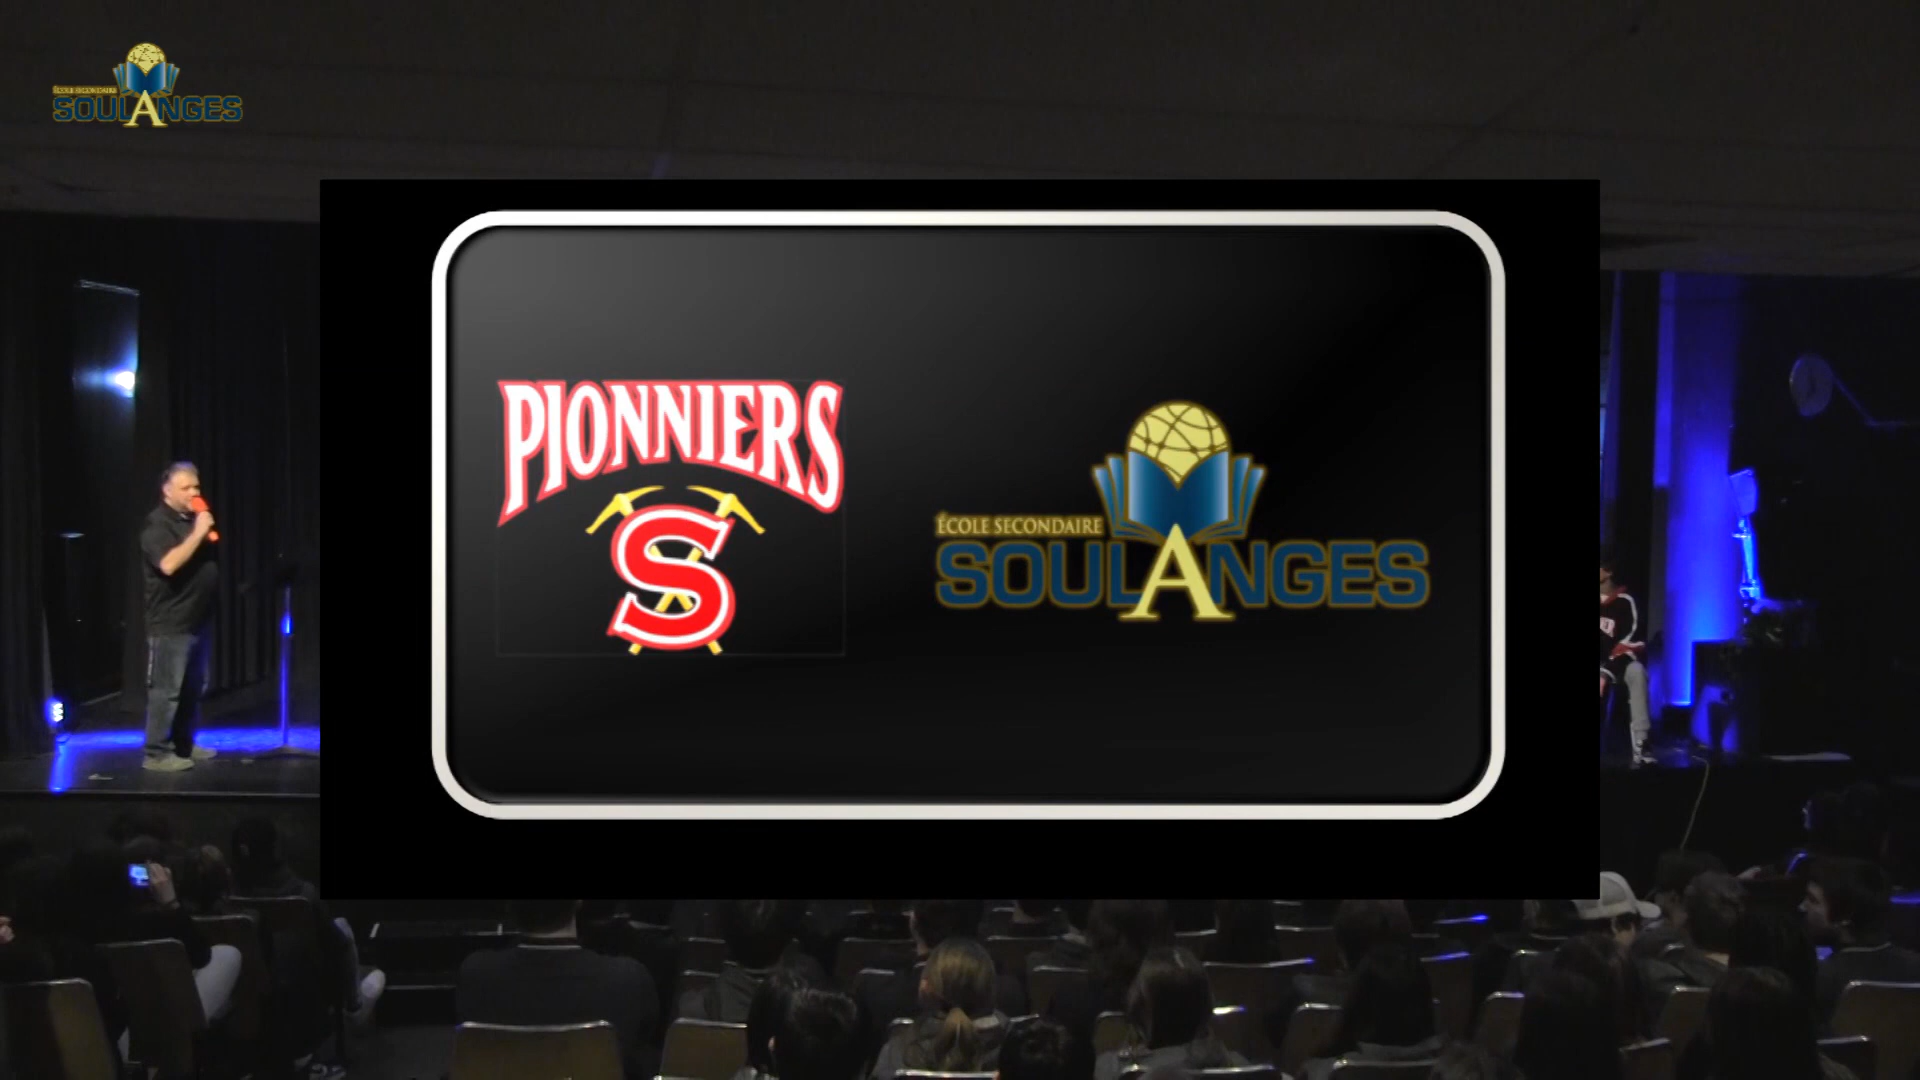 ÉCOLE SECONDAIRE
SOULANGES
PIONNIERS
S
ÉCOLE SECONDAIRE
SOULANGES